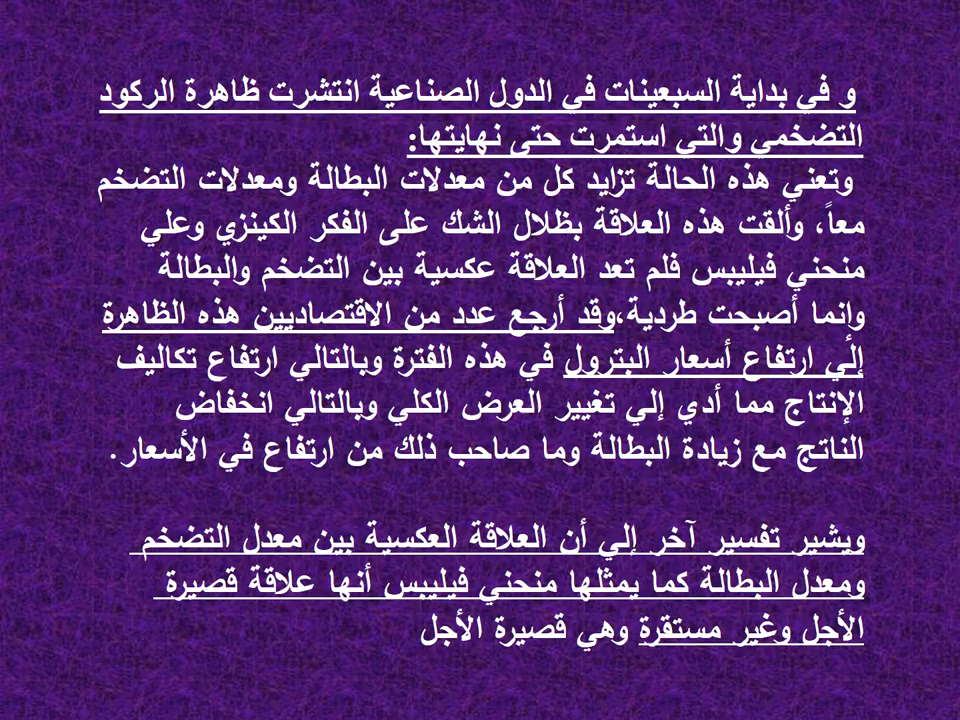 و في بداية السبعينات في الدول الصناعية انتشرت ظاهرة الركود
التضخمي والتي استمرت حتى نهايتها:
وتعني هذه الحالة تزايد كل من معدلات البطالة ومعدلات التضخم
معاً، وألقت هذه العلاقة بظلال الشك على الفكر الكينزي وعلي
منحني فيليبس فلم تعد العلاقة عكسية بين التضخم والبطالة
وإنما أصبحت طردية،وقد أرجع عدد من الاقتصاديين هذه الظاهرة
إلي ارتفاع أسعار البترول في هذه الفترة وبالتالي ارتفاع تكاليف
الإنتاج مما أدي إلي تغيير العرض الكلي وبالتالي انخفاض
الناتج مع زيادة البطالة وما صاحب ذلك من ارتفاع في الأسعار.
ويشير تفسير آخر إلي أن العلاقة العكسية بين معدل التضخم
ومعدل البطالة كما يمثلها منحني فيليبس أنها علاقة قصيرة
الأجل وغير مستقرة وهي قصيرة الأجل